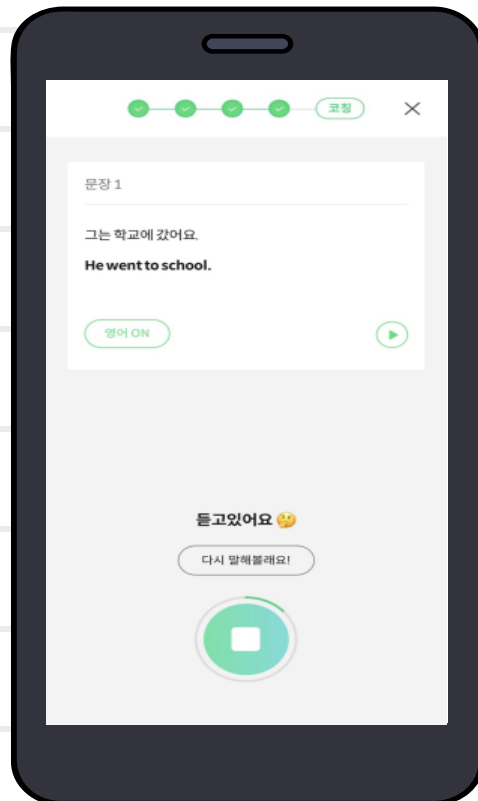 코칭
문장 1
그는 학교에 갔어요.
He went to school.
영어 ON
듣고있어요 🤔
다시 말해볼래요!